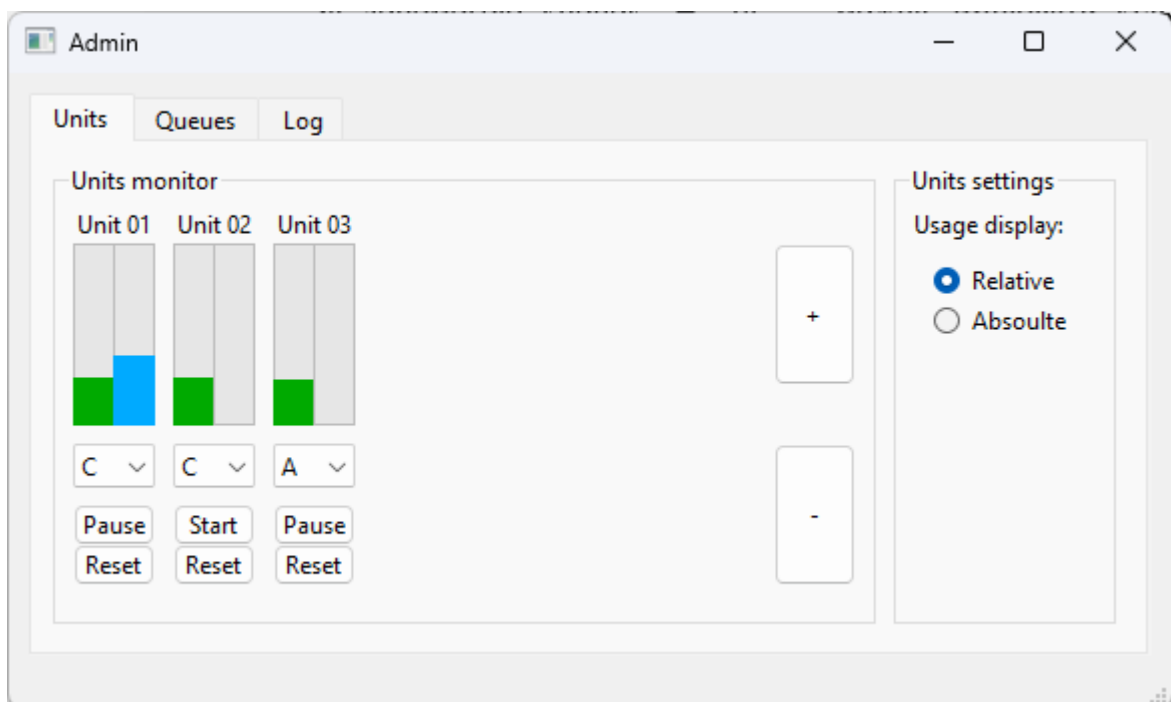 Admin
Units Queues Log
Units monitor
Unit 01 Unit 02 Unit 03
+
C C A
-
Pause Start Pause
Reset Reset Reset
Units settings
Usage display:
Relative
Absoulte